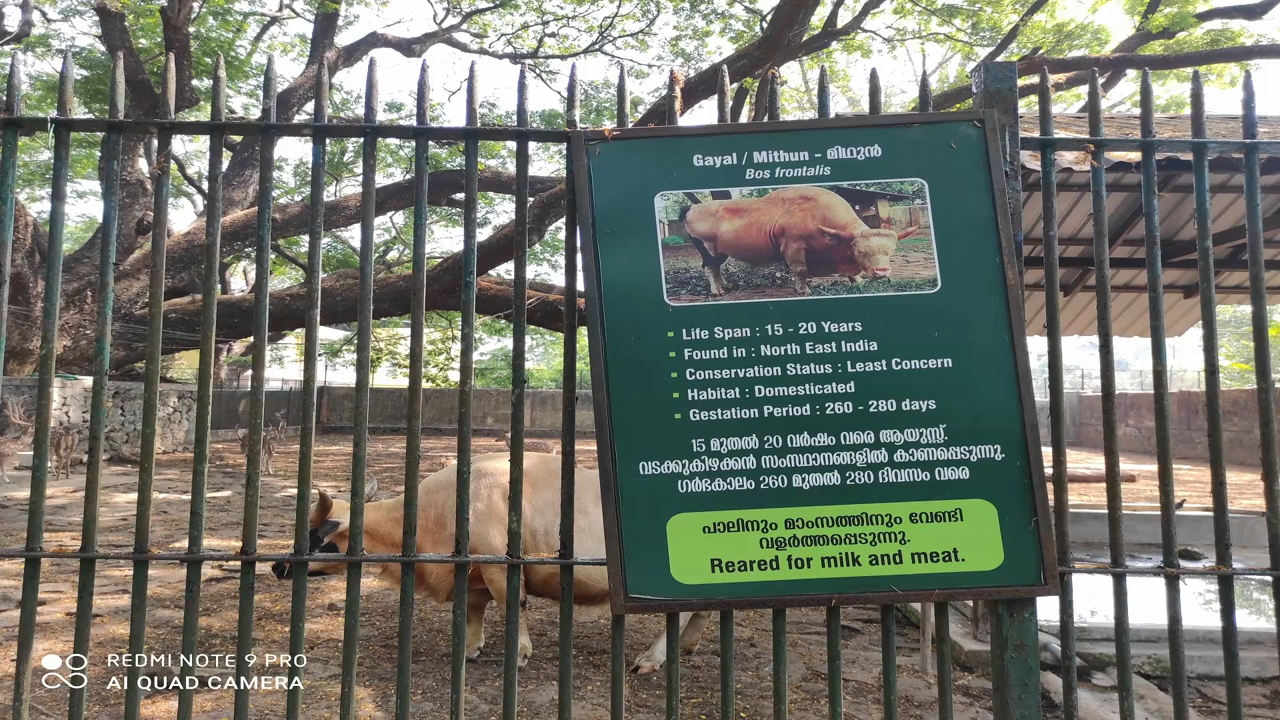 Gayal / Mithun - മിഥുൻ
Bos frontalis
Life Span : 15 - 20 Years
Found in : North East India
Conservation Status : Least Concern
Habitat : Domesticated
Gestation Period : 260 - 280 days
15 മുതൽ 20 വർഷം വരെ ആയുസ്സ്.
വടക്കുകിഴക്കൻ സംസ്ഥാനങ്ങളിൽ കാണപ്പെടുന്നു.
ഗർഭകാലം 260 മുതൽ 280 ദിവസം വരെ
പാലിനും മാംസത്തിനും വേണ്ടി
വളർത്തപ്പെടുന്നു.
Reared for milk and meat.
REDMI NOTE 9 PRO
AI QUAD CAMERA